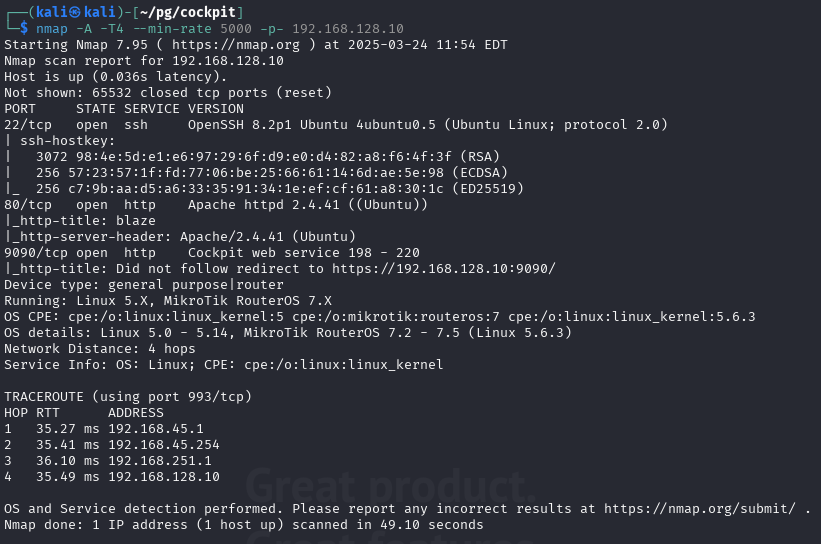 ┌──(kali㉿kali)-[~/pg/cockpit]
└─$ nmap -A -T4 --min-rate 5000 -p- 192.168.128.10
Starting Nmap 7.95 ( https://nmap.org ) at 2025-03-24 11:54 EDT
Nmap scan report for 192.168.128.10
Host is up (0.036s latency).
Not shown: 65532 closed tcp ports (reset)
PORT     STATE SERVICE VERSION
22/tcp   open  ssh     OpenSSH 8.2p1 Ubuntu 4ubuntu0.5 (Ubuntu Linux; protocol 2.0)
| ssh-hostkey:
|   3072 98:4e:5d:e1:e6:97:29:6f:d9:e0:d4:82:a8:f6:4f:3f (RSA)
|   256 57:23:57:1f:fd:77:06:be:25:66:61:14:6d:ae:5e:98 (ECDSA)
|_  256 c7:9b:aa:d5:a6:33:35:91:34:1e:ef:cf:61:a8:30:1c (ED25519)
80/tcp   open  http    Apache httpd 2.4.41 ((Ubuntu))
|_http-title: blaze
|_http-server-header: Apache/2.4.41 (Ubuntu)
9090/tcp open  http    Cockpit web service 198 - 220
|_http-title: Did not follow redirect to https://192.168.128.10:9090/
Device type: general purpose|router
Running: Linux 5.X, MikroTik RouterOS 7.X
OS CPE: cpe:/o:linux:linux_kernel:5 cpe:/o:mikrotik:routeros:7 cpe:/o:linux:linux_kernel:5.6.3
OS details: Linux 5.0 - 5.14, MikroTik RouterOS 7.2 - 7.5 (Linux 5.6.3)
Network Distance: 4 hops
Service Info: OS: Linux; CPE: cpe:/o:linux:linux_kernel
TRACEROUTE (using port 993/tcp)
HOP RTT      ADDRESS
1   35.27 ms 192.168.45.1
2   35.41 ms 192.168.45.254
3   36.10 ms 192.168.251.1
4   35.49 ms 192.168.128.10
Great product.
OS and Service detection performed. Please report any incorrect results at https://nmap.org/submit/ .
Nmap done: 1 IP address (1 host up) scanned in 49.10 seconds
Great features.